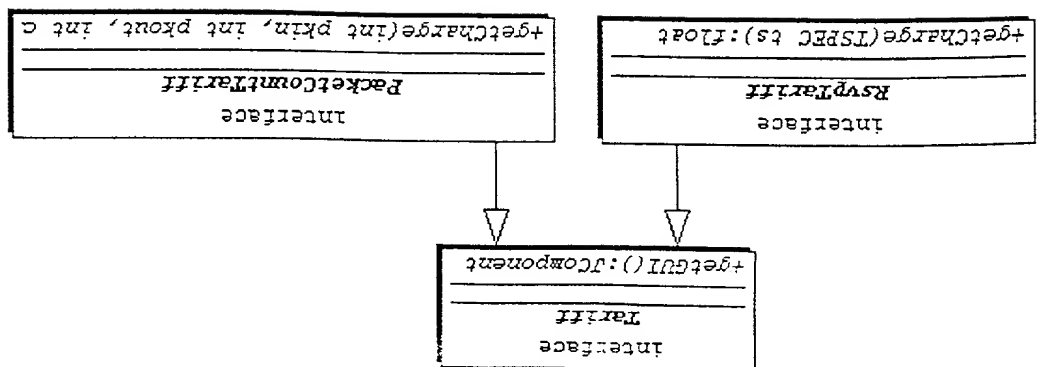 interface
Tariff
+getGUI():JComponent
interface
RsvpTariff
+getCharge(TSPEC ts):float
interface
PacketCountTariff
+getCharge(int pkin, int pkout, int c